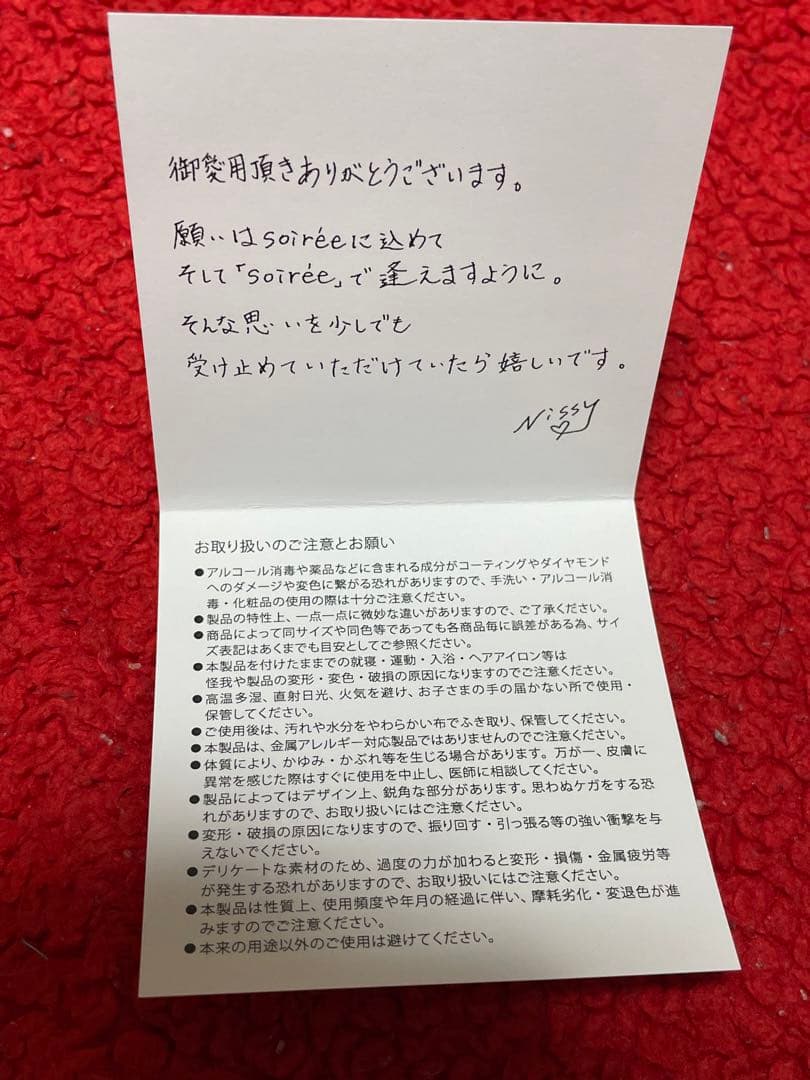 御愛用頂きありがとうございます。
願いはsoiréeに込めて
そして「soirée」で逢えますように。
そんな思いを少しでも
受け止めていただけていたら嬉しいです。
Nissy♡
お取り扱いのご注意とお願い
●アルコール消毒や薬品などに含まれる成分がコーティングやダイヤモンド
へのダメージや変色に繋がる恐れがありますので、手洗い・アルコール消
毒・化粧品の使用の際は十分ご注意ください。
●製品の特性上、一点一点に微妙な違いがありますので、ご了承ください。
●商品によって同サイズや同色等であっても各商品毎に誤差がある為、サイ
ズ表記はあくまでも目安としてご参照ください。
●本製品を付けたままでの就寝・運動・入浴・ヘアアイロン等は
怪我や製品の変形・変色・破損の原因になりますのでご注意ください。
●高温多湿、直射日光、火気を避け、お子さまの手の届かない所で使用・
保管してください。
●ご使用後は、汚れや水分をやわらかい布でふき取り、保管してください。
●本製品は、金属アレルギー対応製品ではありませんのでご注意ください。
●体質により、かゆみ・かぶれ等を生じる場合があります。万が一、皮膚に
異常を感じた際はすぐに使用を中止し、医師に相談してください。
●製品によってはデザイン上、鋭角な部分があります。思わぬケガをする恐
れがありますので、お取り扱いにはご注意ください。
●変形・破損の原因になりますので、振り回す・引っ張る等の強い衝撃を与
えないでください。
●デリケートな素材のため、過度の力が加わると変形・損傷・金属疲労等
が発生する恐れがありますので、お取り扱いにはご注意ください。
●本製品は性質上、使用頻度や年月の経過に伴い、摩耗劣化・変退色が進
みますのでご注意ください。
●本来の用途以外のご使用は避けてください。